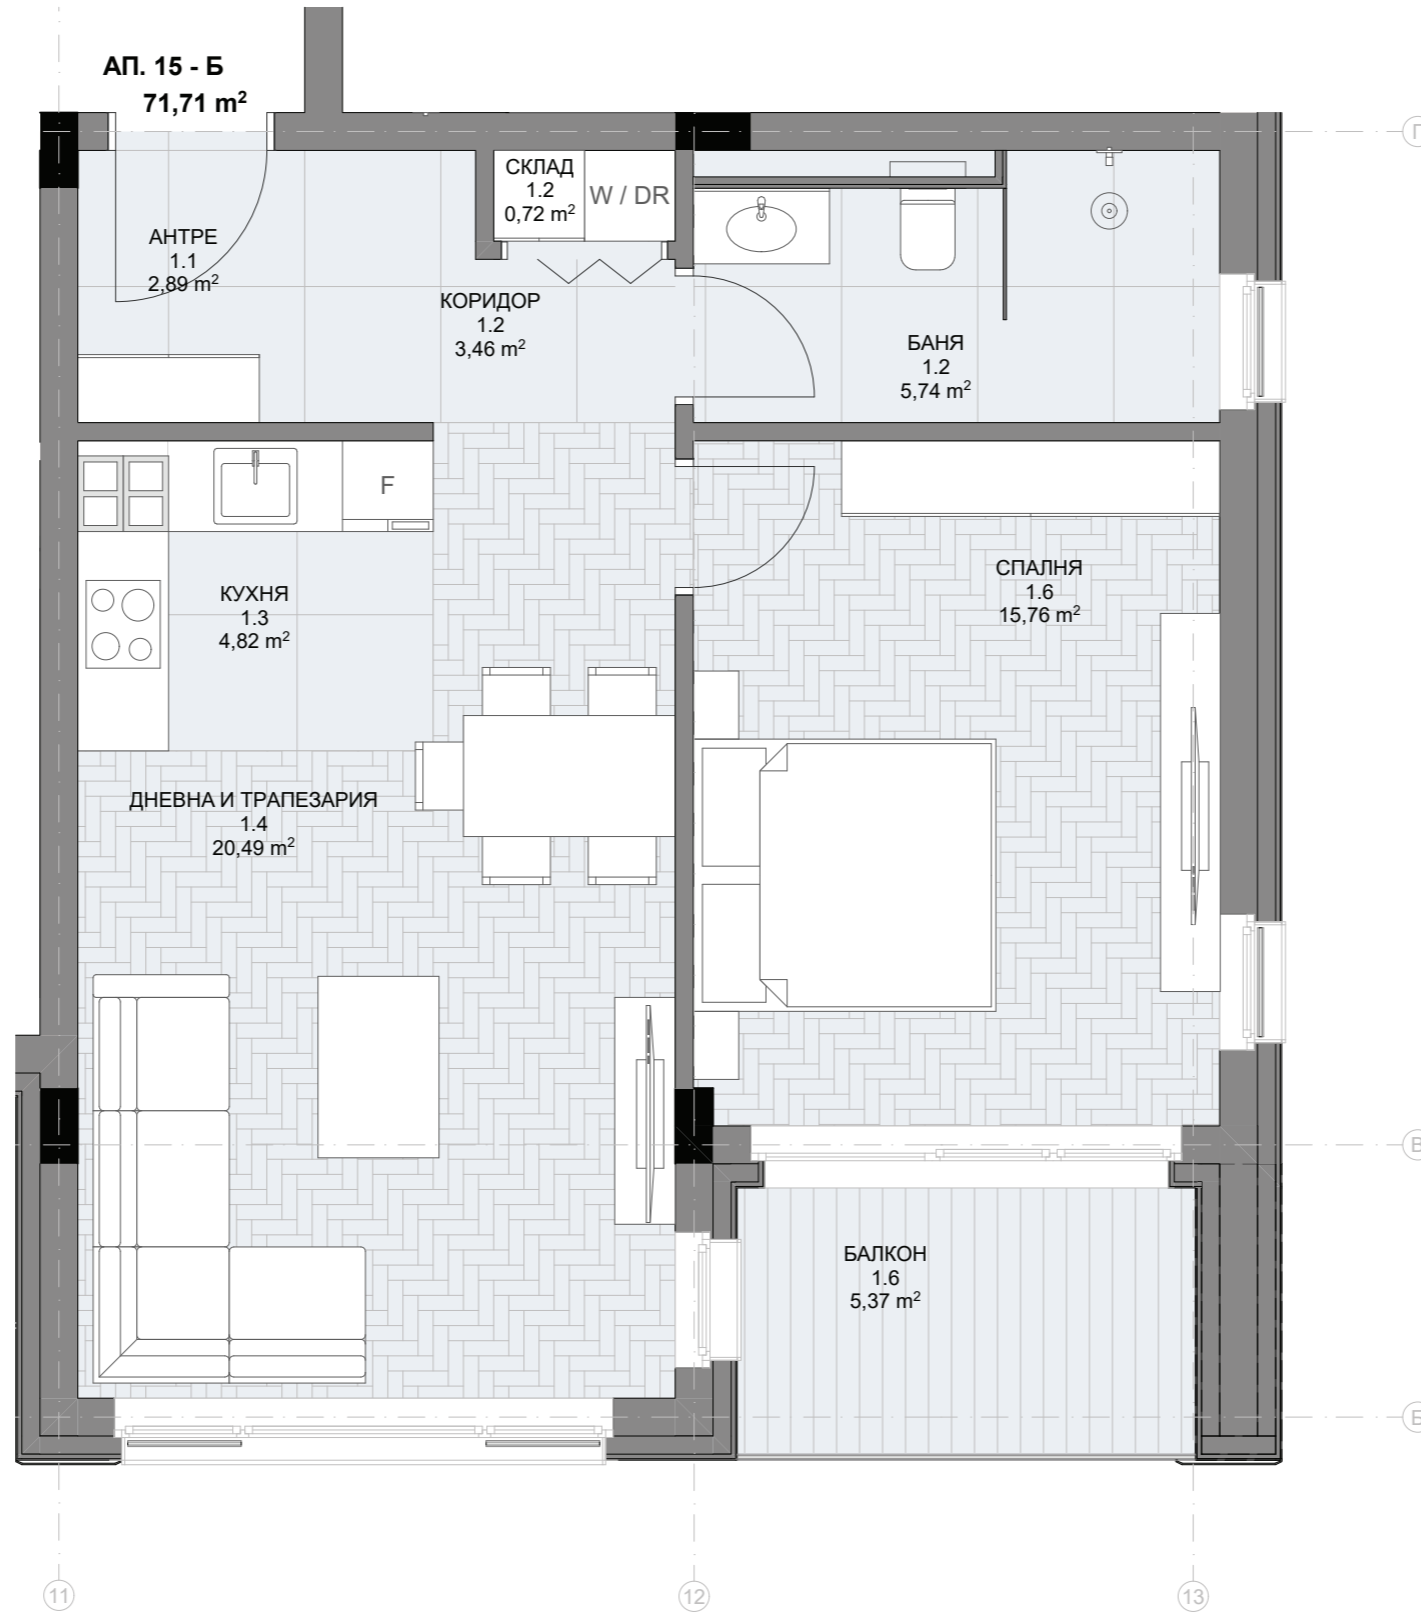 АП. 15 - Б
71,71 m²
Г
СКЛАД
1.2
0,72 m²
W / DR
АНТРЕ
1.1
2,89 m²
КОРИДОР
1.2
3,46 m²
БАНЯ
1.2
5,74 m²
F
КУХНЯ
1.3
4,82 m²
СПАЛНЯ
1.6
15,76 m²
ДНЕВНА И ТРАПЕЗАРИЯ
1.4
20,49 m²
В
БАЛКОН
1.6
5,37 m²
11
12
13